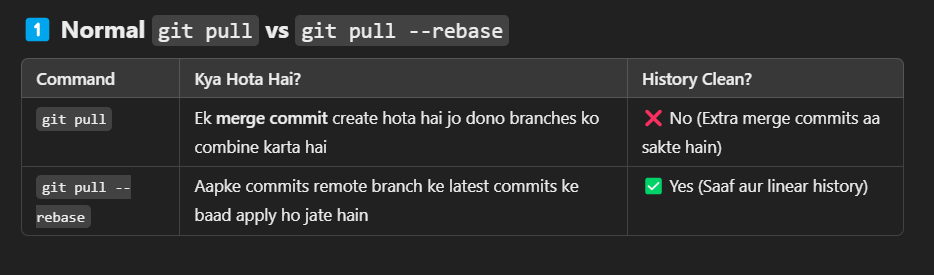 1 Normal git pull vs git pull --rebase
Command Kya Hota Hai? History Clean?
git pull
Ek merge commit create hota hai jo dono branches ko
combine karta hai
❌ No (Extra merge commits aa
sakte hain)
git pull --
rebase
Aapke commits remote branch ke latest commits ke
baad apply ho jate hain
✅ Yes (Saaf aur linear history)